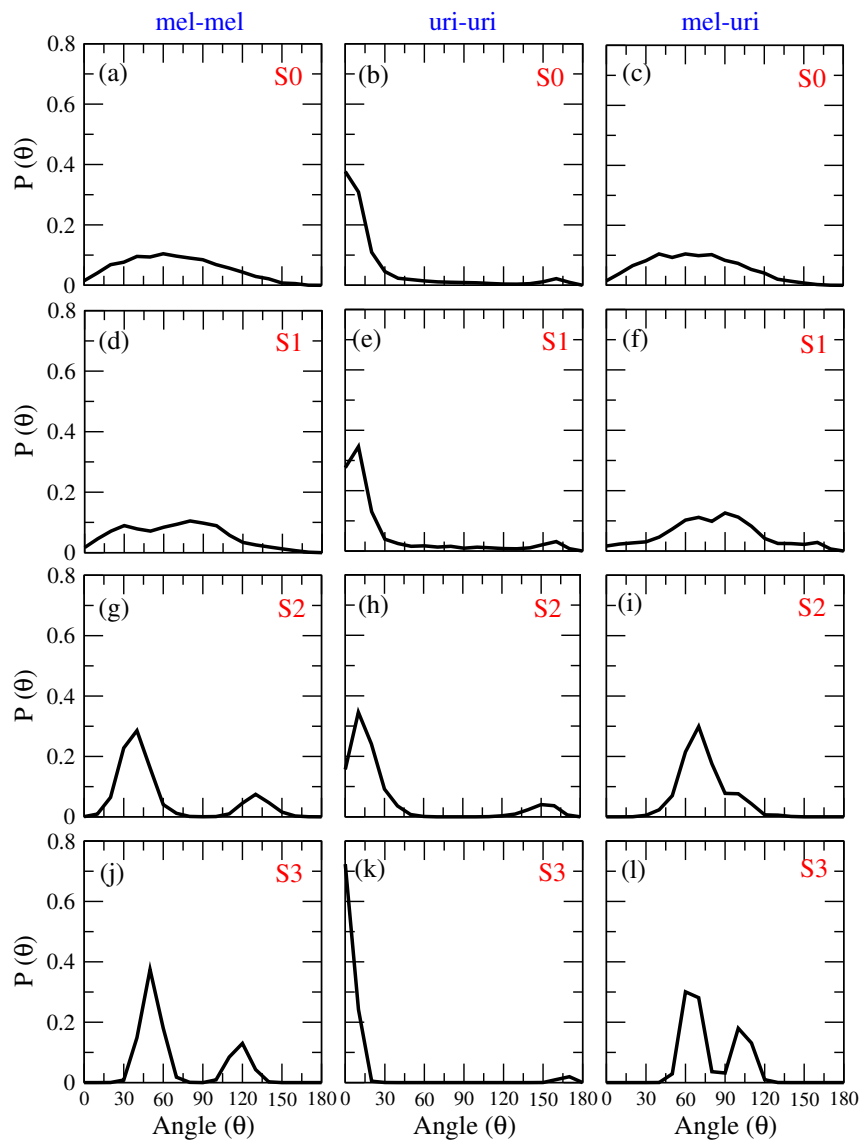 mel-mel uri-uri mel-uri
0.8 (a) S0 (b) S0 (c) S0
0.6
P (θ) 0.4
0.2
0
0.8 (d) S1 (e) S1 (f) S1
0.6
P (θ) 0.4
0.2
0
0.8 (g) S2 (h) S2 (i) S2
0.6
P (θ) 0.4
0.2
0
0.8 (j) S3 (k) S3 (l) S3
0.6
P (θ) 0.4
0.2
0
0 30 60 90 120 150 180 0 30 60 90 120 150 180 0 30 60 90 120 150 180
Angle (θ) Angle (θ) Angle (θ)